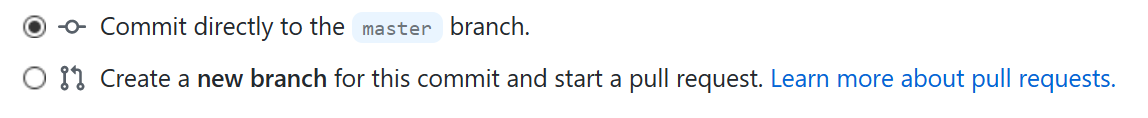 Commit directly to the master branch.
Create a new branch for this commit and start a pull request. Learn more about pull requests.